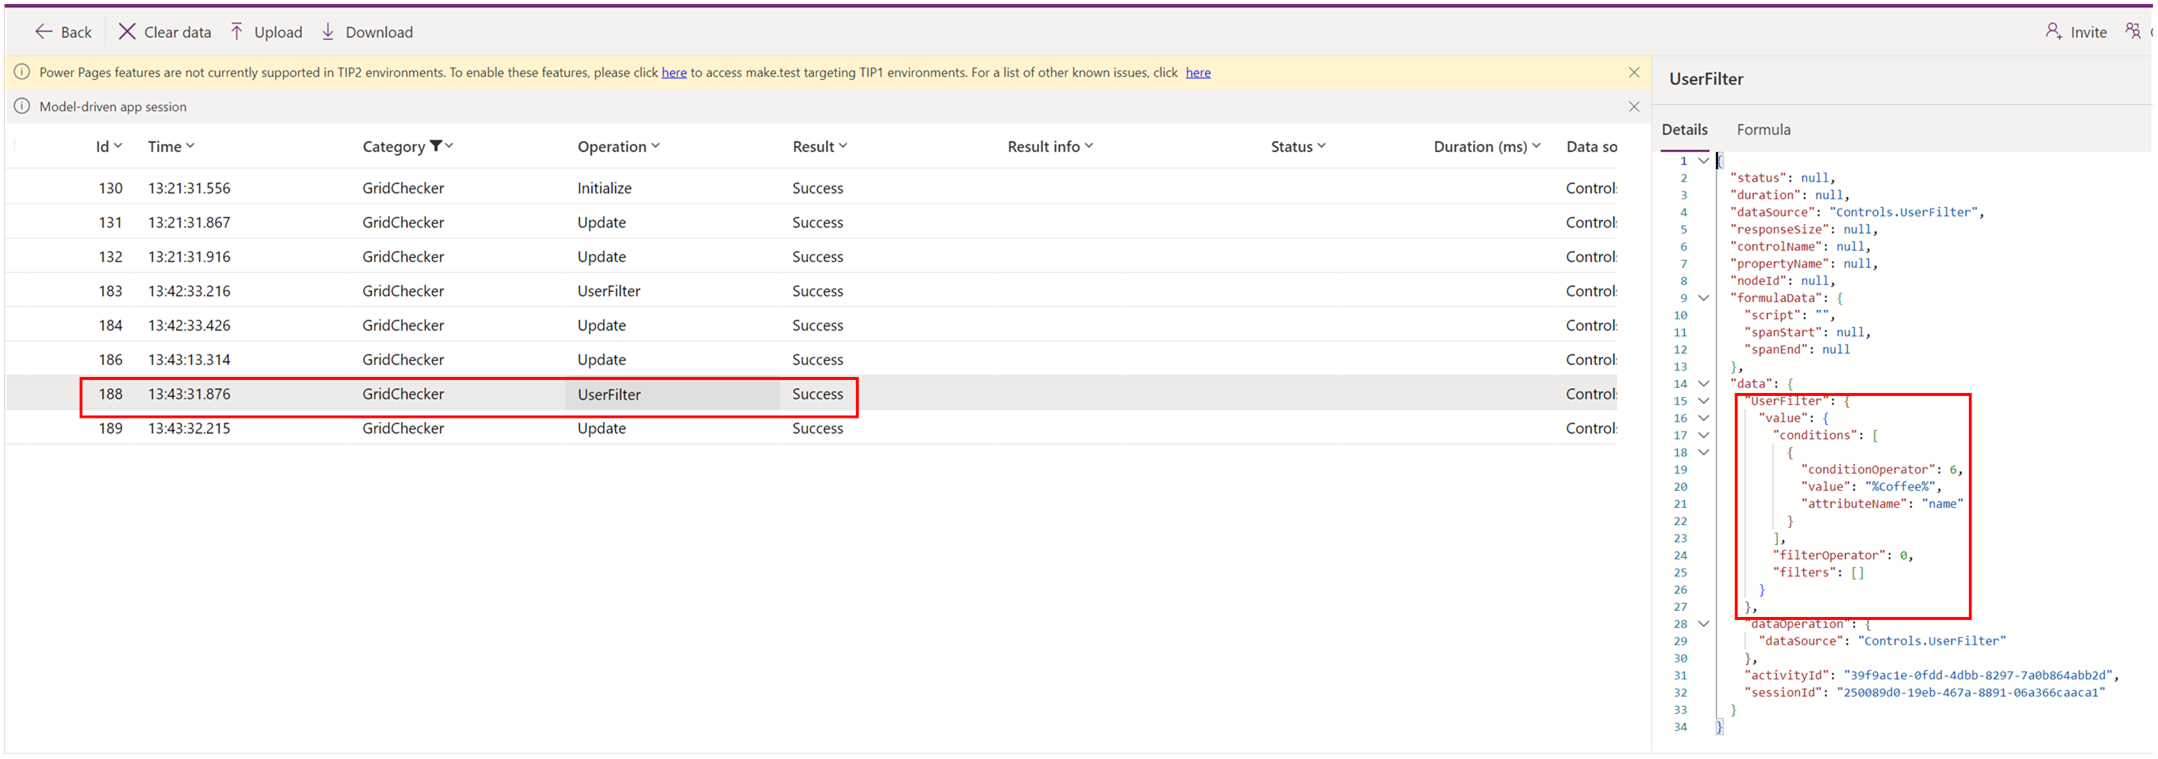 Back Clear data Upload Download Invite
Power Pages features are not currently supported in TIP2 environments. To enable these features, please click here to access make.test targeting TIP1 environments. For a list of other known issues, click here
Model-driven app session
Id Time Category Operation Result Result info Status Duration (ms) Data so
130 13:21:31.556 GridChecker Initialize Success Control
131 13:21:31.867 GridChecker Update Success Control
132 13:21:31.916 GridChecker Update Success Control
183 13:42:33.216 GridChecker UserFilter Success Control
184 13:42:33.426 GridChecker Update Success Control
186 13:43:13.314 GridChecker Update Success Control
188 13:43:31.876 GridChecker UserFilter Success Control
189 13:43:32.215 GridChecker Update Success Control
UserFilter
Details Formula
1 {
2 "status": null,
3 "duration": null,
4 "dataSource": "Controls.UserFilter",
5 "responseSize": null,
6 "controlName": null,
7 "propertyName": null,
8 "nodeId": null,
9 "formulaData": {
10 "script": "",
11 "spanStart": null,
12 "spanEnd": null
13 },
14 "data": {
15 "UserFilter": {
16 "value": {
17 "conditions": [
18 {
19 "conditionOperator": 6,
20 "value": "%Coffee%",
21 "attributeName": "name"
22 }
23 ],
24 "filterOperator": 0,
25 "filters": []
26 }
27 },
28 "dataOperation": {
29 "dataSource": "Controls.UserFilter"
30 },
31 "activityId": "39f9ac1e-0fdd-4dbb-8297-7a0b864abb2d",
32 "sessionId": "250089d0-19eb-467a-8891-06a366caaca1"
33 }
34 }